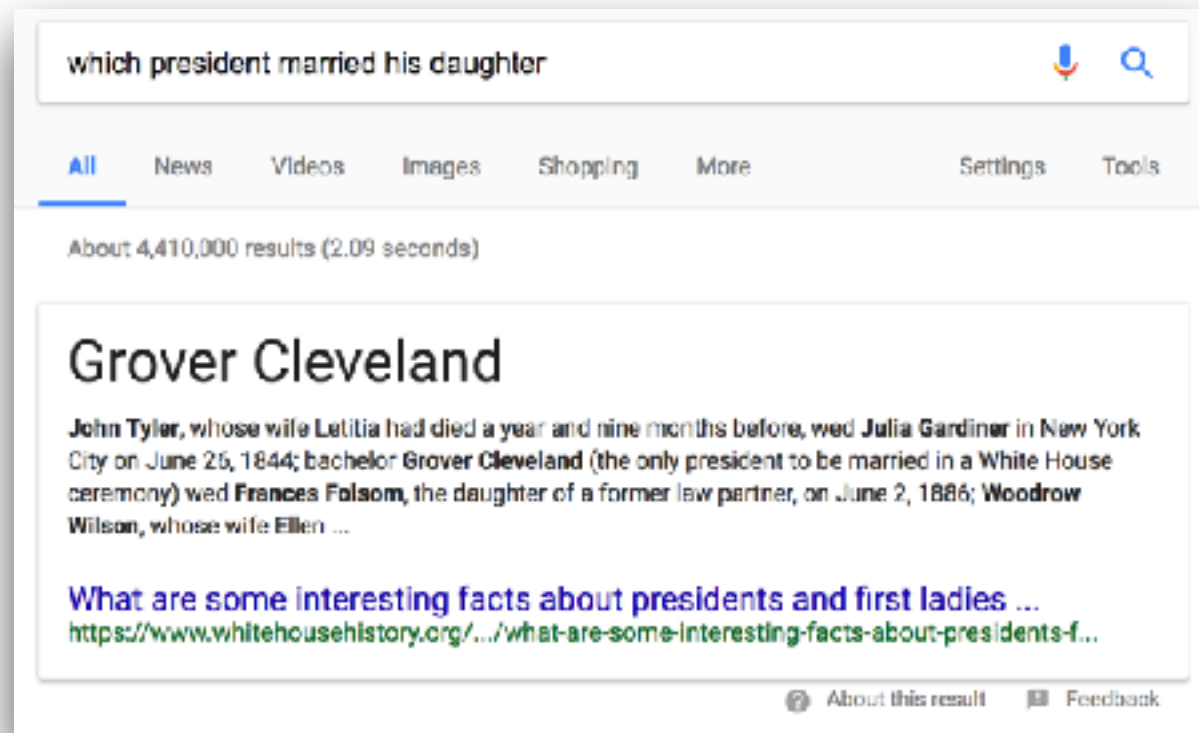 which president married his daughter
All News Videos Images Shopping More Settings Tools
About 4,410,000 results (2.09 seconds)
Grover Cleveland
John Tyler, whose wife Letitia had died a year and nine months before, wed Julia Gardiner in New York
City on June 26, 1844; bachelor Grover Cleveland (the only president to be married in a White House
ceremony) wed Frances Folsom, the daughter of a former law partner, on June 2, 1886; Woodrow
Wilson, whose wife Ellen ...
What are some interesting facts about presidents and first ladies ...
https://www.whitehousehistory.org/.../what-are-some-interesting-facts-about-presidents-f...
About this result Feedback